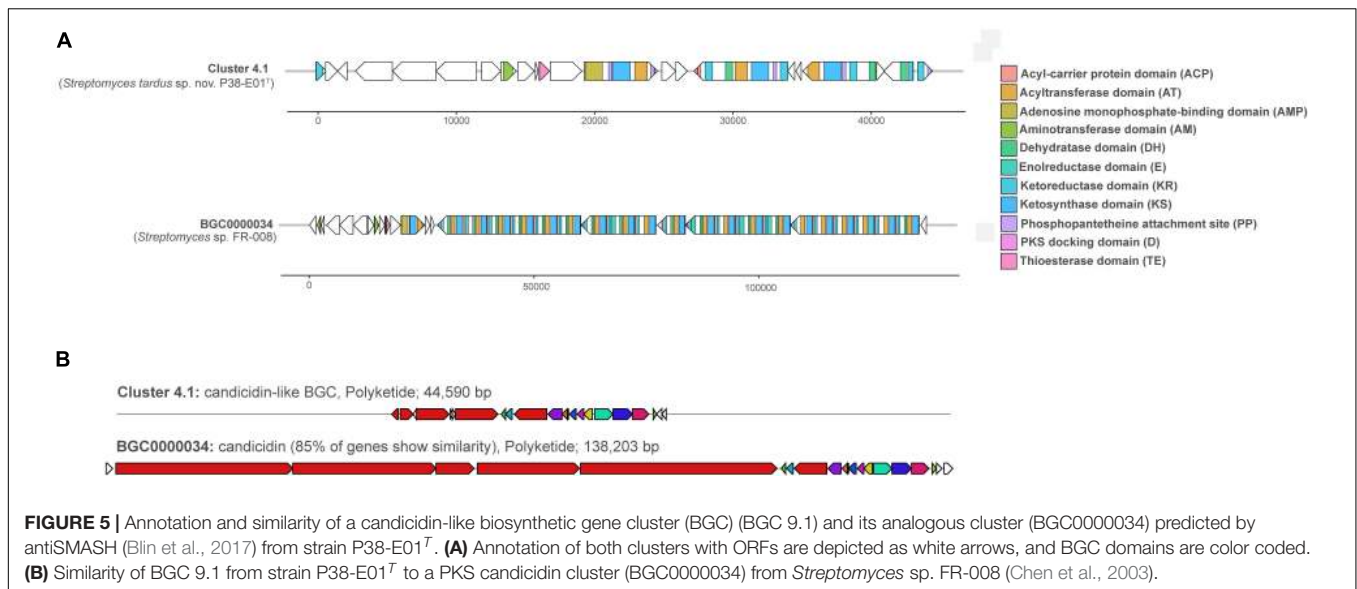 A
Cluster 4.1
(Streptomyces tardus sp. nov. P38-E01ᵀ)
0 10000 20000 30000 40000
BGC0000034
(Streptomyces sp. FR-008)
0 50000 100000
Acyl-carrier protein domain (ACP)
Acyltransferase domain (AT)
Adenosine monophosphate-binding domain (AMP)
Aminotransferase domain (AM)
Dehydratase domain (DH)
Enolreductase domain (E)
Ketoreductase domain (KR)
Ketosynthase domain (KS)
Phosphopantetheine attachment site (PP)
PKS docking domain (D)
Thioesterase domain (TE)
B
Cluster 4.1: candicidin-like BGC, Polyketide; 44,590 bp
BGC0000034: candicidin (85% of genes show similarity), Polyketide; 138,203 bp
FIGURE 5 | Annotation and similarity of a candicidin-like biosynthetic gene cluster (BGC) (BGC 9.1) and its analogous cluster (BGC0000034) predicted by
antiSMASH (Blin et al., 2017) from strain P38-E01ᵀ. (A) Annotation of both clusters with ORFs are depicted as white arrows, and BGC domains are color coded.
(B) Similarity of BGC 9.1 from strain P38-E01ᵀ to a PKS candicidin cluster (BGC0000034) from Streptomyces sp. FR-008 (Chen et al., 2003).